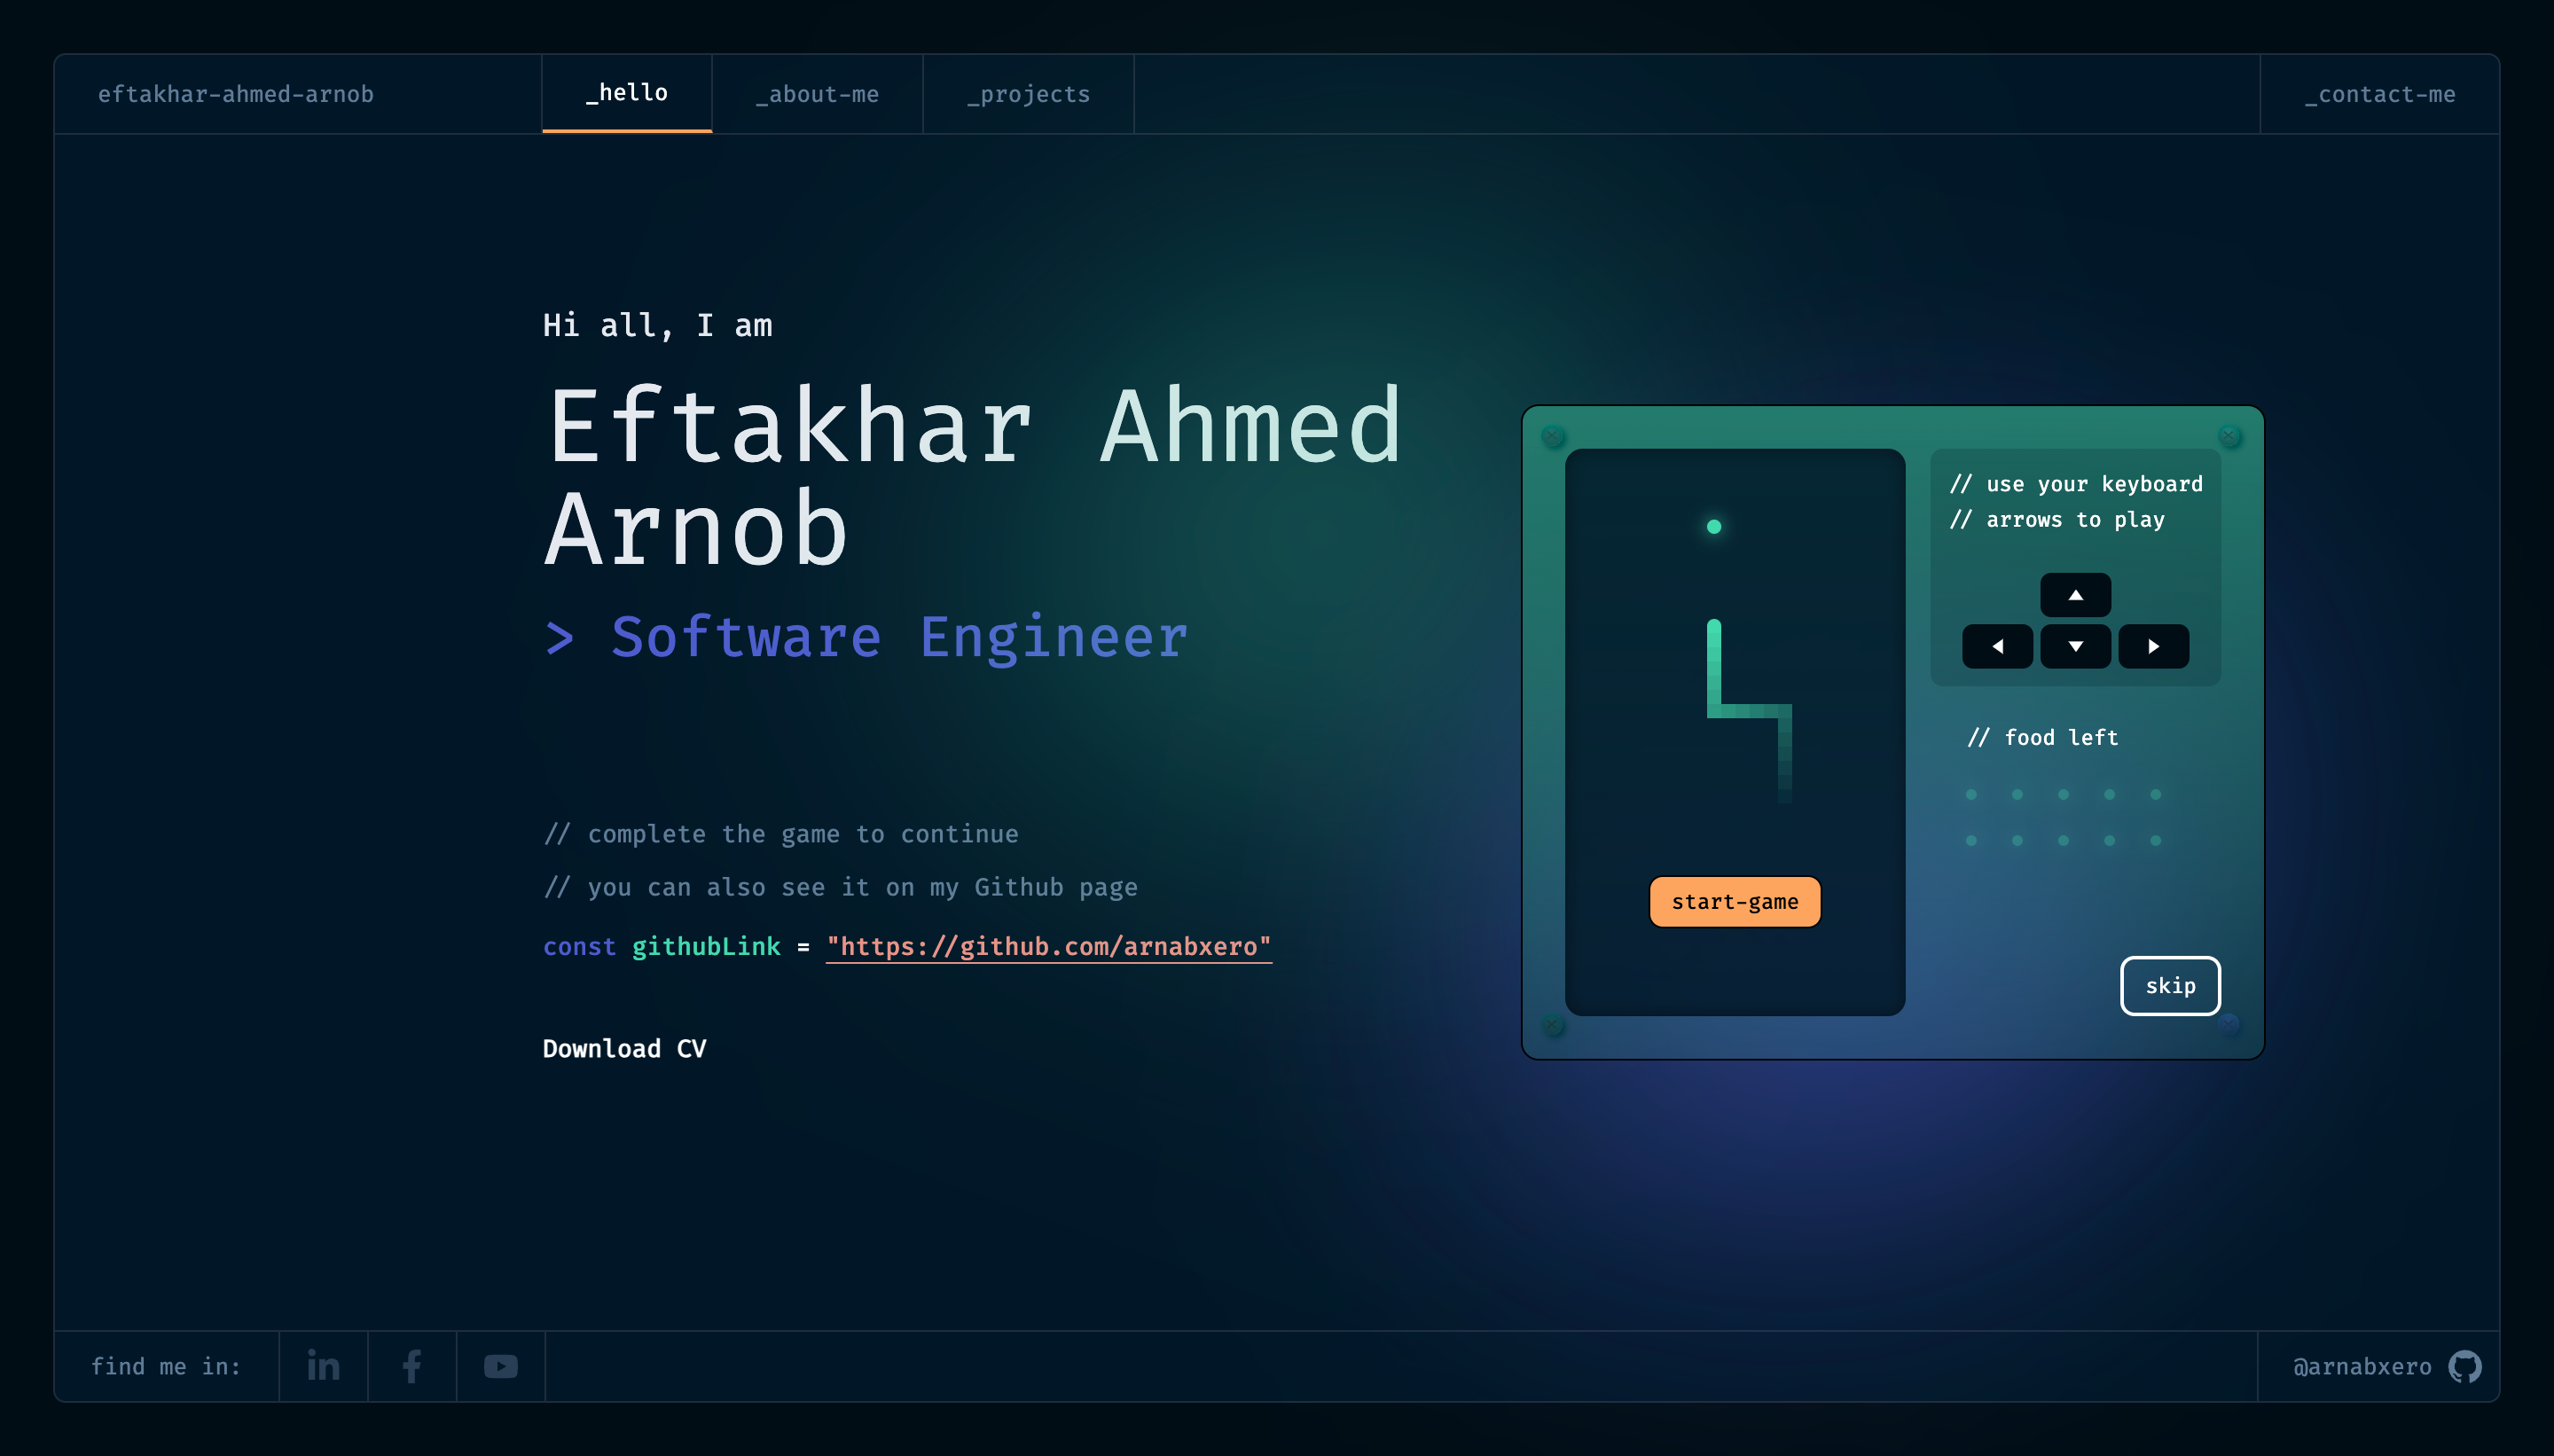 eftakhar-ahmed-arnob
_hello
_about-me
_projects
_contact-me
Hi all, I am
Eftakhar Ahmed
Arnob
> Software Engineer
// complete the game to continue
// you can also see it on my Github page
const githubLink = "https://github.com/arnabxero"
Download CV
// use your keyboard
// arrows to play
// food left
start-game
skip
find me in:
in
f
@arnabxero